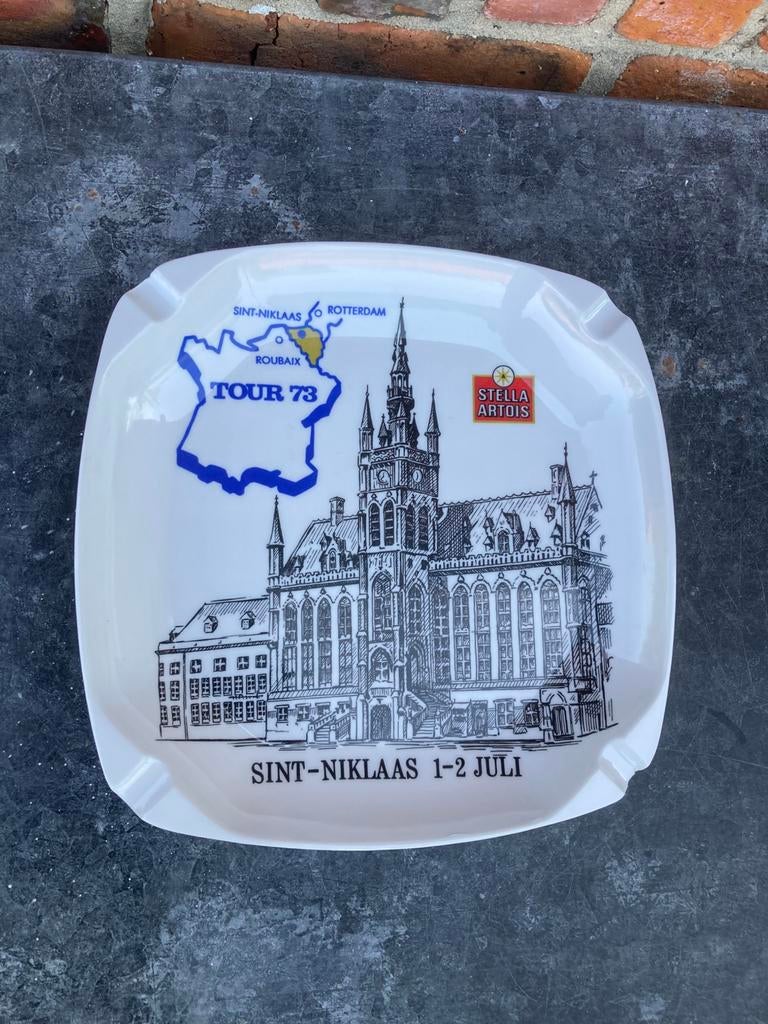 SINT-NIKLAAS
ROTTERDAM
ROUBAIX
TOUR 73
STELLA
ARTOIS
SINT-NIKLAAS 1-2 JULI